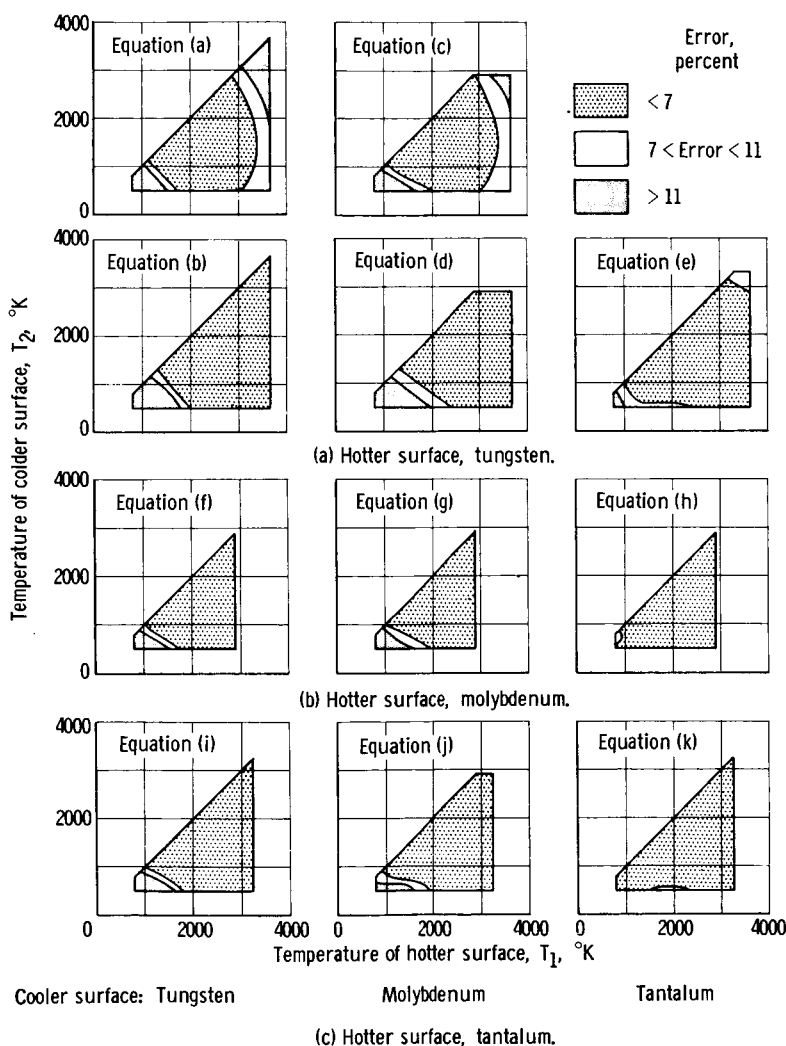 4000
Equation (a)
Equation (c)
Error,
percent
< 7
7 < Error < 11
> 11
2000
0
4000
Equation (b)
Equation (d)
Equation (e)
2000
0
(a) Hotter surface, tungsten.
Temperature of colder surface, T2, °K
4000
Equation (f)
Equation (g)
Equation (h)
2000
0
(b) Hotter surface, molybdenum.
4000
Equation (i)
Equation (j)
Equation (k)
2000
0
0 2000 4000 0 2000 4000 0 2000 4000
Temperature of hotter surface, T1, °K
Cooler surface: Tungsten Molybdenum Tantalum
(c) Hotter surface, tantalum.